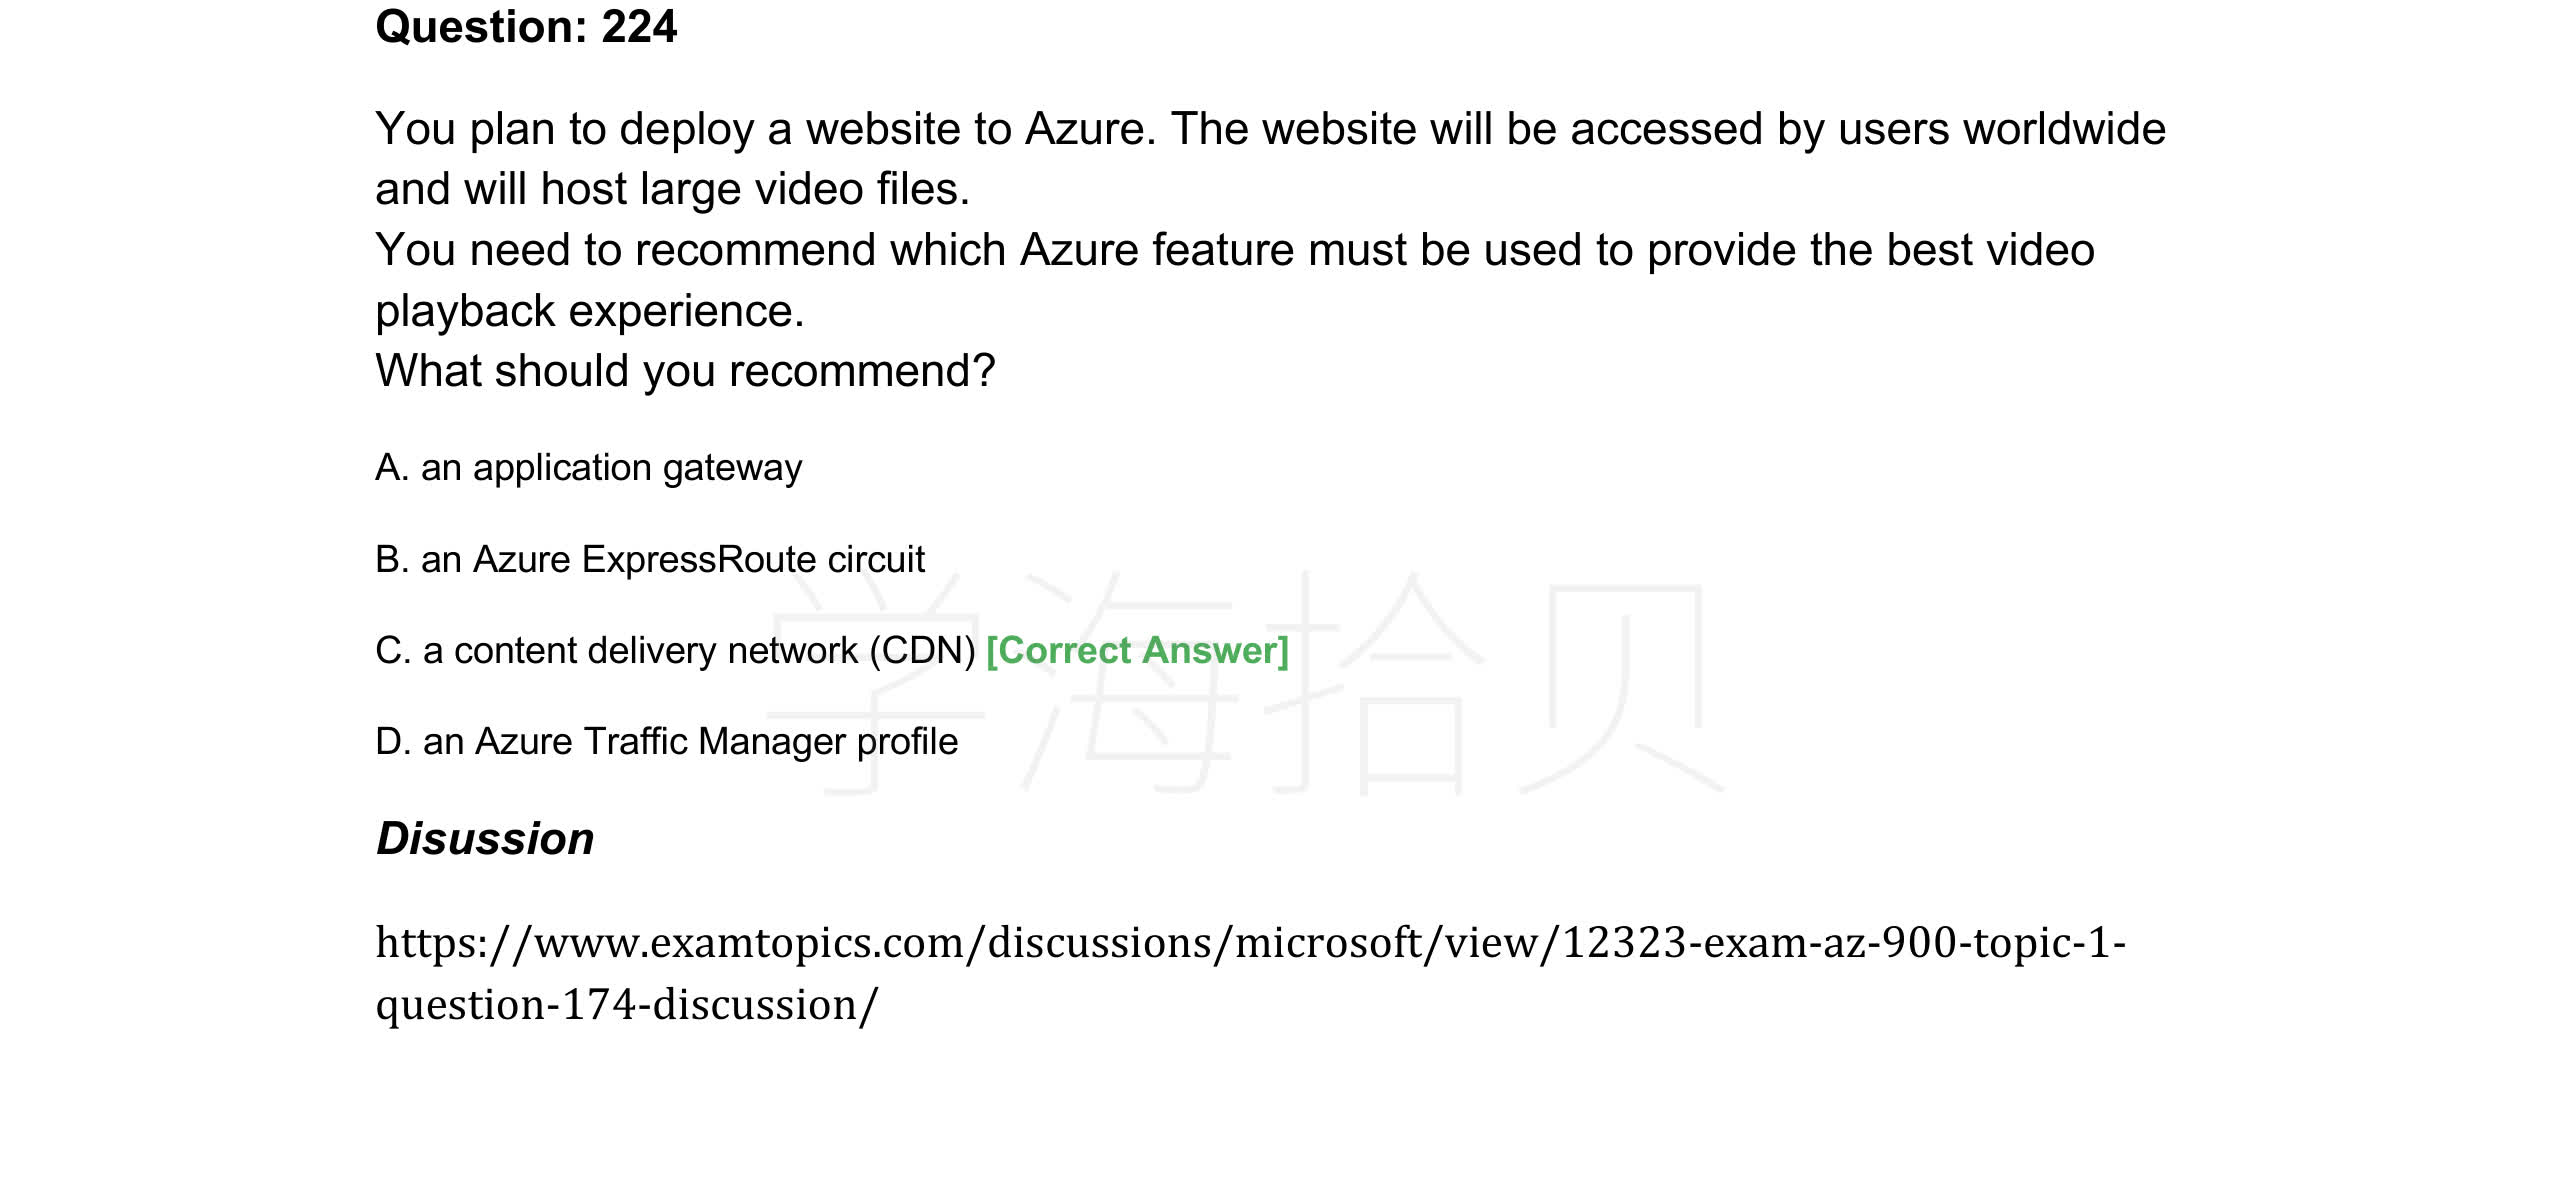 Question: 224
You plan to deploy a website to Azure. The website will be accessed by users worldwide
and will host large video files.
You need to recommend which Azure feature must be used to provide the best video
playback experience.
What should you recommend?
A. an application gateway
B. an Azure ExpressRoute circuit
C. a content delivery network (CDN) [Correct Answer]
D. an Azure Traffic Manager profile
学海拾贝
Disussion
https://www.examtopics.com/discussions/microsoft/view/12323-exam-az-900-topic-1-
question-174-discussion/